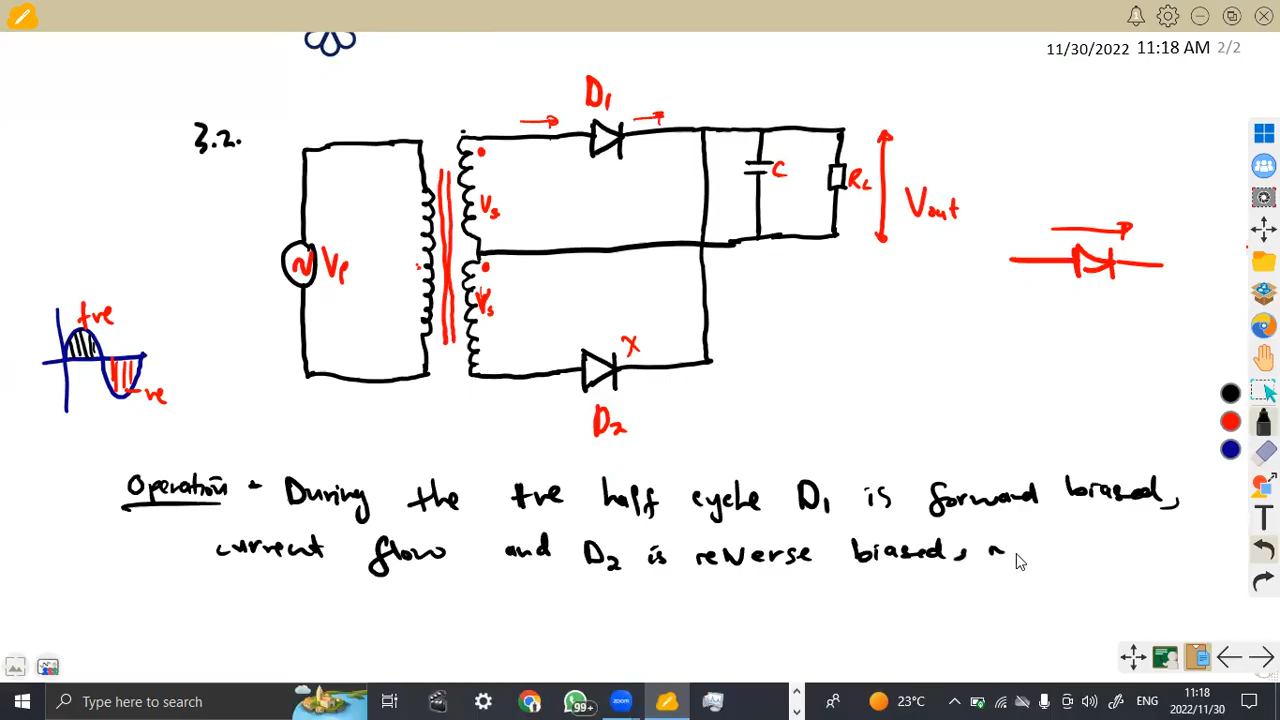 11/30/2022 11:18 AM 2/2
D1
3.2.
C
RL
Vs
Vout
Vp
Vs
+ve
X
-ve
D2
Operation - During the +ve half cycle D1 is forward biased,
current flow and D2 is reverse biased, n
T
99+
zoom
Type here to search
23°C
ENG
11:18
2022/11/30